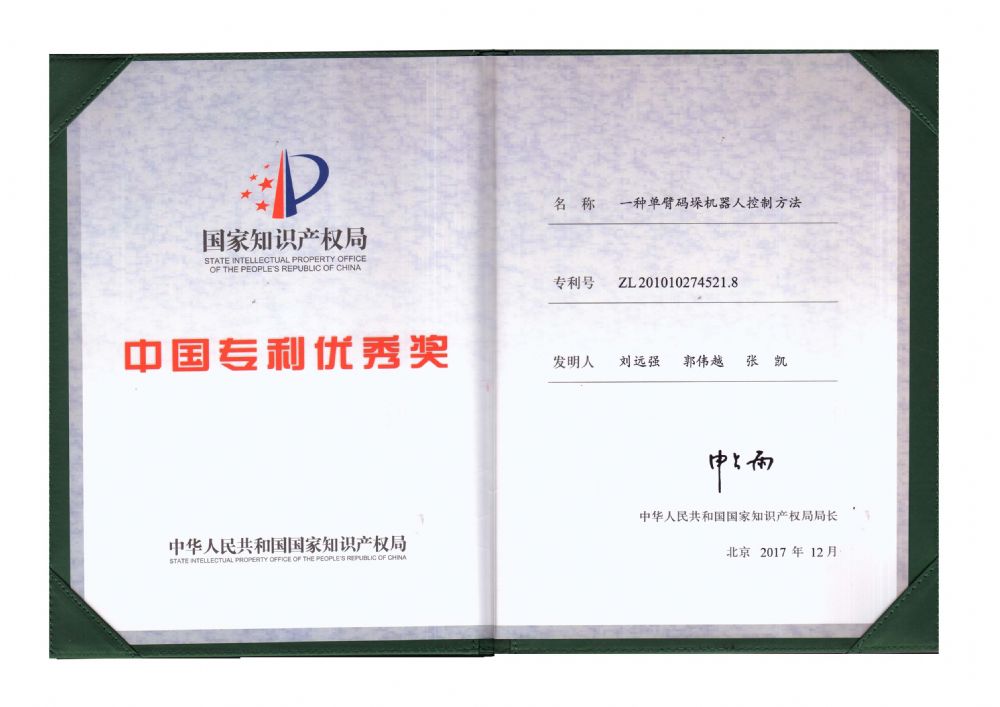 国家知识产权局
STATE INTELLECTUAL PROPERTY OFFICE
OF THE PEOPLE'S REPUBLIC OF CHINA
中国专利优秀奖
中华人民共和国国家知识产权局
STATE INTELLECTUAL PROPERTY OFFICE OF THE PEOPLE'S REPUBLIC OF CHINA
名 称 一种单臂码垛机器人控制方法
专利号 ZL 201010274521.8
发明人 刘远强 郭伟越 张 凯
申长雨
中华人民共和国国家知识产权局局长
北京 2017 年 12 月